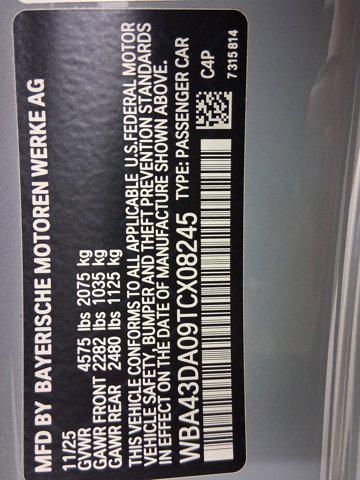 MFD BY BAYERISCHE MOTOREN WERKE AG
11/25
GVWR 4575 lbs 2075 kg
GAWR FRONT 2282 lbs 1035 kg
GAWR REAR 2480 lbs 1125 kg
VEHICLE CONFORMS TO ALL APPLICABLE U.S.FEDERAL MOTOR
VEHICLE SAFETY, BUMPER AND THEFT PREVENTION STANDARDS
IN EFFECT ON DATE OF MANUFACTURE SHOWN ABOVE.
WBA43DA09TCX08245 TYPE: PASSENGER CAR
C4P
7315814